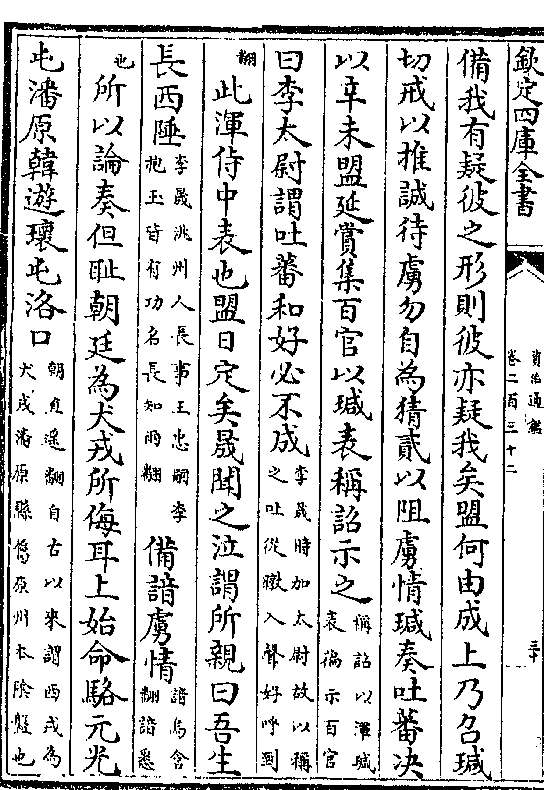 欽定四庫全書
資治通鑑
卷二百三十二
三十
備我有疑彼之形則彼亦疑我矣盟何由成上乃召瑊
切戒以推誠待虜勿自為猜貳以阻虜情瑊奏吐蕃决
以辛未盟延賞集百官以瑊表稱詔示之稱詔以渾瑊表徧示百官
曰李太尉謂吐蕃和好必不成李晟時加太尉故以稱之吐從暾入聲好呼到翻
此渾侍中表也盟日定矣晟聞之泣謂所親曰吾生
長西陲李晟洮州人長事王忠嗣李抱玉皆有功名長知兩翻備諳虜情諳烏含翻諳悉也
所以論奏但耻朝廷為犬戎所侮耳上始命駱元光
屯潘原韓遊瓌屯洛口朝直遥翻自古以來謂西戎為犬戎潘原縣屬原州本陰盤也